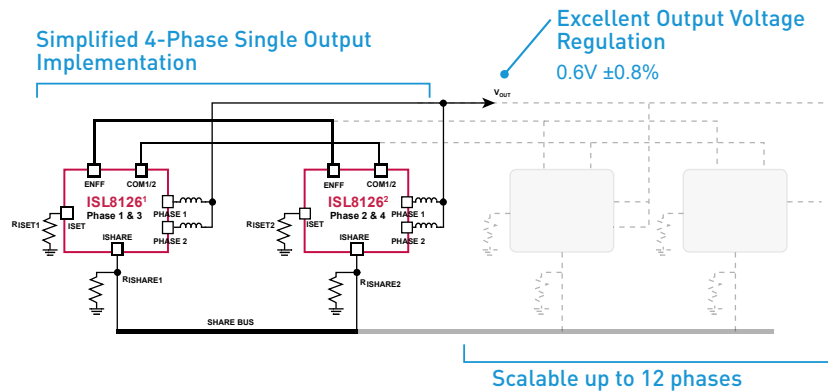 Simplified 4-Phase Single Output
Implementation
Excellent Output Voltage
Regulation
0.6V ±0.8%
VOUT
ENFF
COM1/2
ISL8126¹
Phase 1 & 3
PHASE 1
PHASE 2
RISET1
ISET
ISHARE
RISHARE1
ENFF
COM1/2
ISL8126²
Phase 2 & 4
PHASE 1
PHASE 2
RISET2
ISET
ISHARE
RISHARE2
SHARE BUS
Scalable up to 12 phases